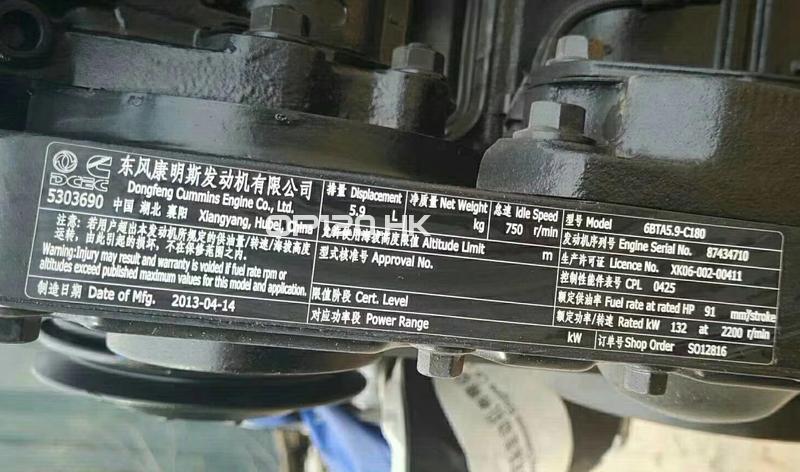 DCEC
5303690
东风康明斯发动机有限公司
Dongfeng Cummins Engine Co., Ltd.
中国 湖北 襄阳 Xiangyang, Hubei, China
注意：若用户超出本发动机规定的供油量/转速/海拔高度
运行，由此引起的损坏，不在保修范围之内。
Warning:Injury may result and warranty is voided if fuel rate rpm or
altitudes exceed published maximum values for this model and application.
制造日期 Date of Mfg. 2013-04-14
排量 Displacement
5.9 L
净质量 Net Weight
kg
怠速 Idle Speed
750 r/min
允许使用海拔高度限值 Altitude Limit
m
型式核准号 Approval No.
限值阶段 Cert. Level
对应功率段 Power Range
kW
型号 Model 6BTA5.9-C180
发动机序列号 Engine Serial No. 87434710
生产许可证 Licence No. XK06-002-00411
控制性能件表号 CPL 0425
额定供油率 Fuel rate at rated HP 91 mm³/stroke
额定功率/转速 Rated kW 132 at 2200 r/min
订单号 Shop Order SO12816
OP130.HK